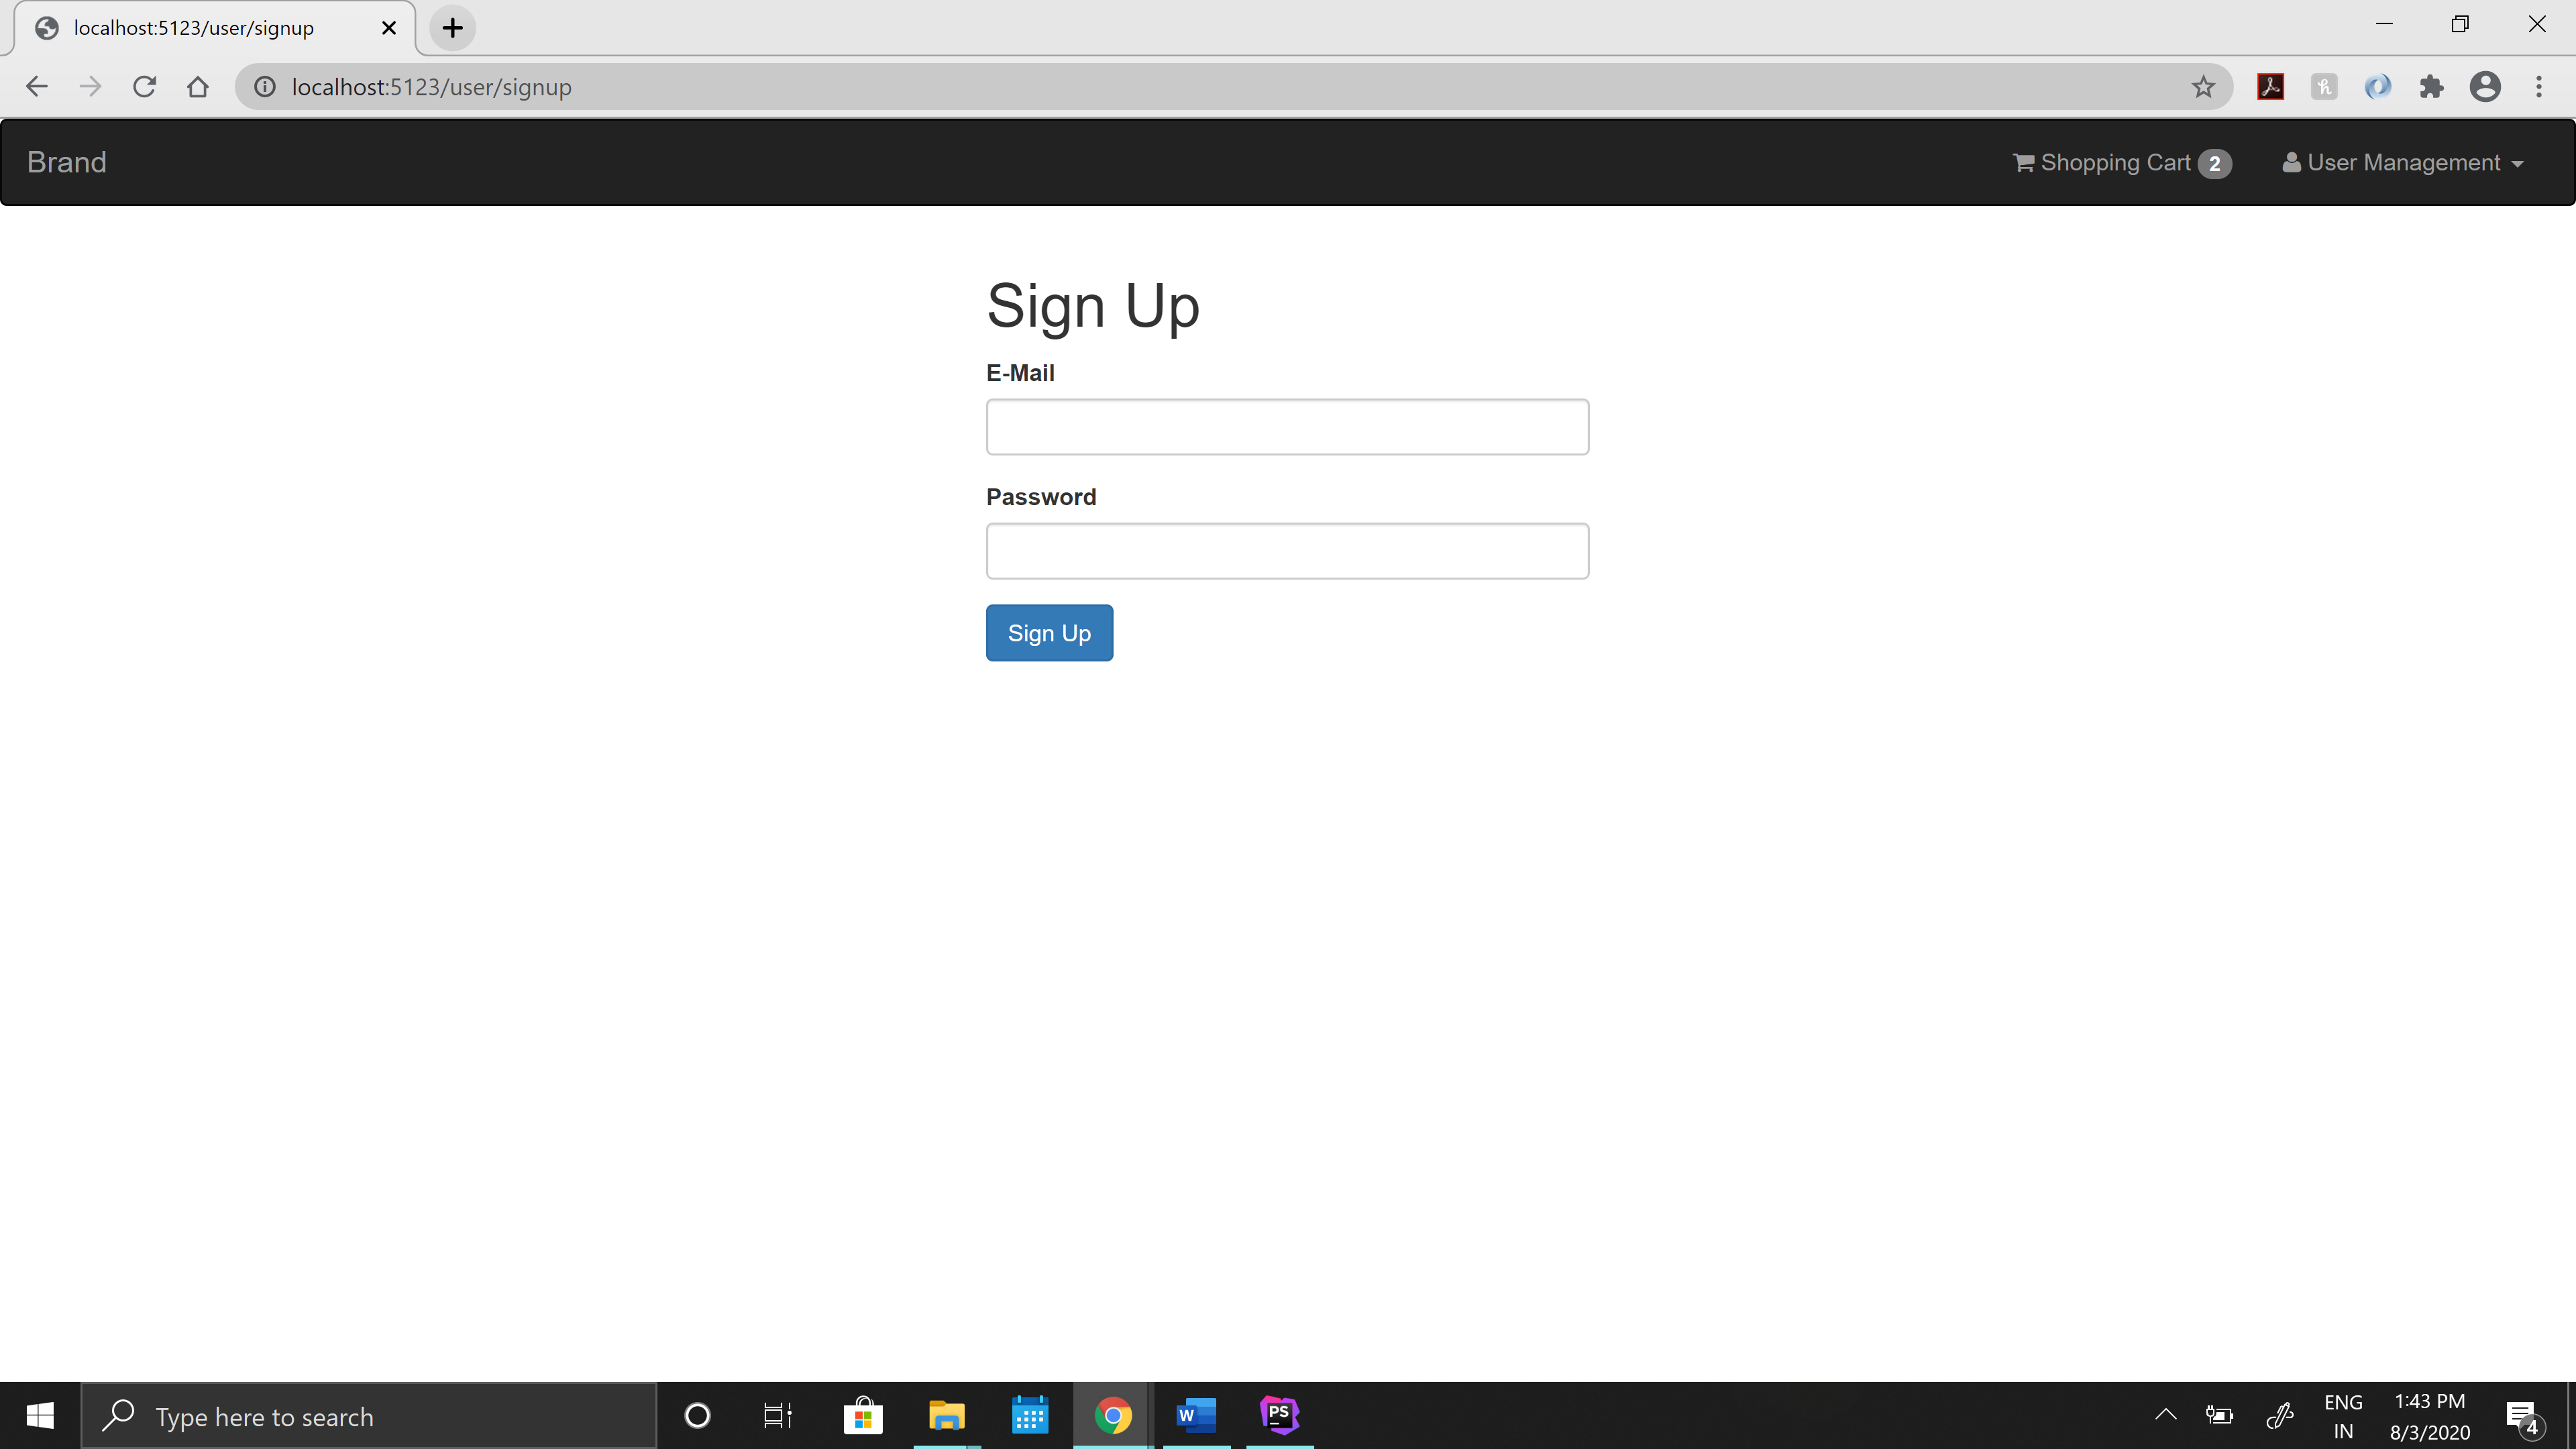 localhost:5123/user/signup
localhost:5123/user/signup
Brand
Shopping Cart 2
User Management
Sign Up
E-Mail
Password
Sign Up
Type here to search
W
PS
ENG
IN
1:43 PM
8/3/2020
4